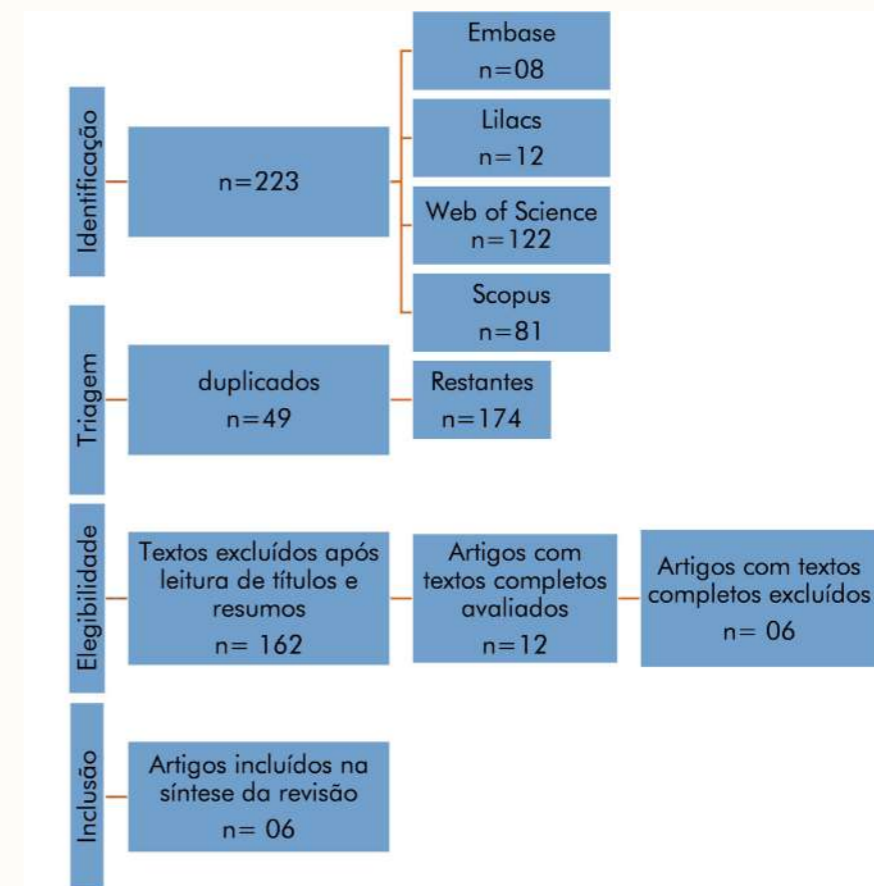 Identificação
n=223
Embase
n=08
Lilacs
n=12
Web of Science
n=122
Scopus
n=81
Triagem
duplicados
n=49
Restantes
n=174
Elegibilidade
Textos excluídos após
leitura de títulos e
resumos
n= 162
Artigos com
textos completos
avaliados
n=12
Artigos com textos
completos excluídos
n= 06
Inclusão
Artigos incluídos na
síntese da revisão
n= 06